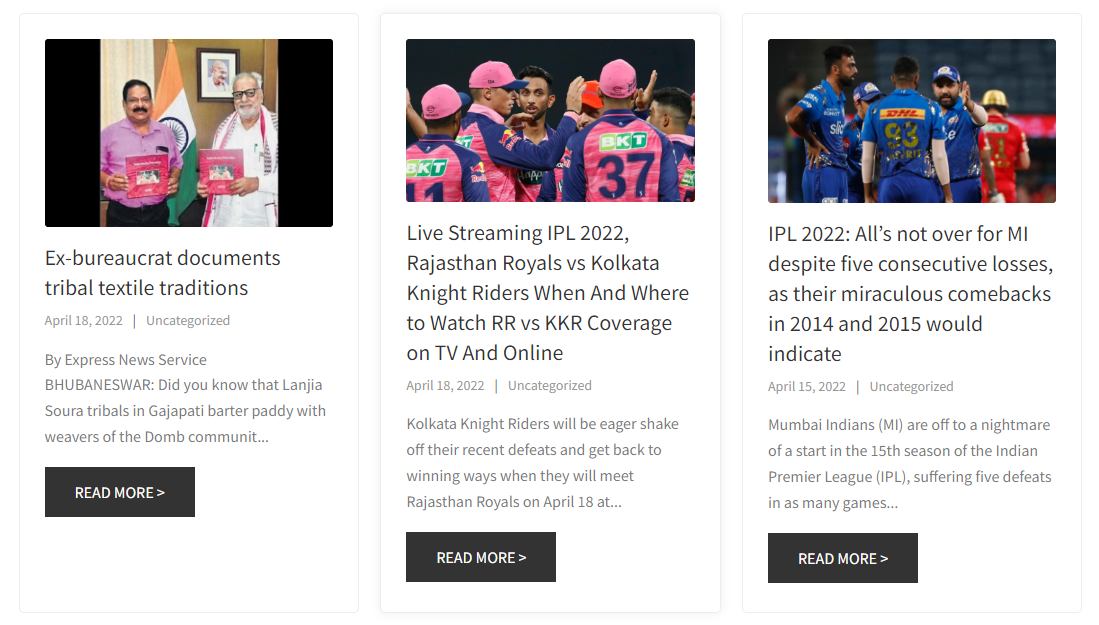 Ex-bureaucrat documents
tribal textile traditions
April 18, 2022 | Uncategorized
By Express News Service
BHUBANESWAR: Did you know that Lanjia
Soura tribals in Gajapati barter paddy with
weavers of the Domb communit...
READ MORE >
BKT
BKT
37
11
Live Streaming IPL 2022,
Rajasthan Royals vs Kolkata
Knight Riders When And Where
to Watch RR vs KKR Coverage
on TV And Online
April 18, 2022 | Uncategorized
Kolkata Knight Riders will be eager shake
off their recent defeats and get back to
winning ways when they will meet
Rajasthan Royals on April 18 at...
READ MORE >
DHL
93
IPL 2022: All’s not over for MI
despite five consecutive losses,
as their miraculous comebacks
in 2014 and 2015 would
indicate
April 15, 2022 | Uncategorized
Mumbai Indians (MI) are off to a nightmare
of a start in the 15th season of the Indian
Premier League (IPL), suffering five defeats
in as many games...
READ MORE >